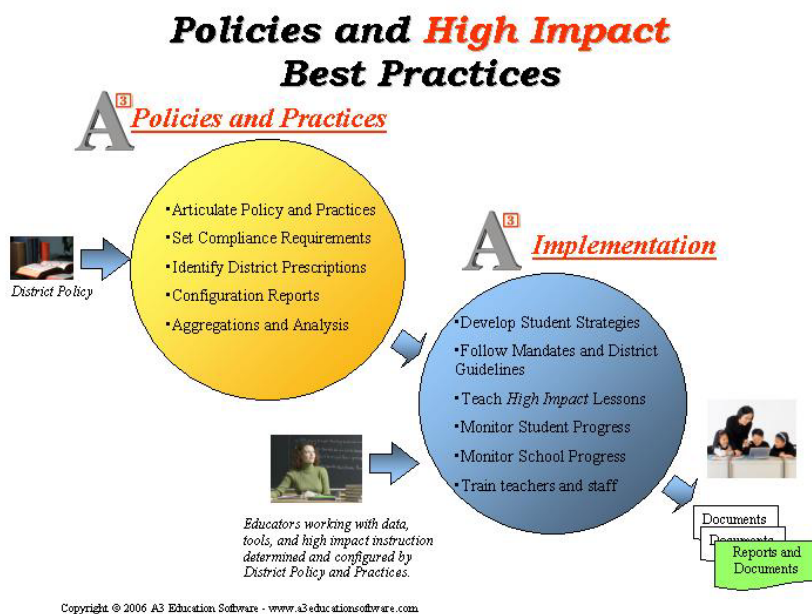 Policies and High Impact
Best Practices
A3 Policies and Practices
•Articulate Policy and Practices
•Set Compliance Requirements
•Identify District Prescriptions
•Configuration Reports
•Aggregations and Analysis
District Policy
A3 Implementation
•Develop Student Strategies
•Follow Mandates and District
Guidelines
•Teach High Impact Lessons
•Monitor Student Progress
•Monitor School Progress
•Train teachers and staff
Educators working with data,
tools, and high impact instruction
determined and configured by
District Policy and Practices.
Documents
Documents
Reports and
Documents
Copyright © 2006 A3 Education Software - www.a3educationsoftware.com